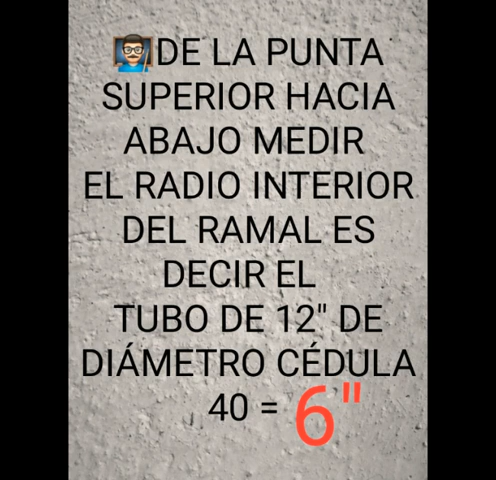 DE LA PUNTA
SUPERIOR HACIA
ABAJO MEDIR
EL RADIO INTERIOR
DEL RAMAL ES
DECIR EL
TUBO DE 12" DE
DIÁMETRO CÉDULA
40 = 6"